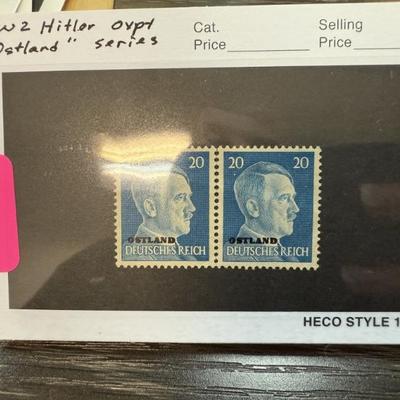 W2 Hitler ovpt
Ostland" series
Cat.
Price
Selling
Price
20 20 20
OSTLAND OSTLAND
DEUTSCHES REICH DEUTSCHES REICH
HECO STYLE 1